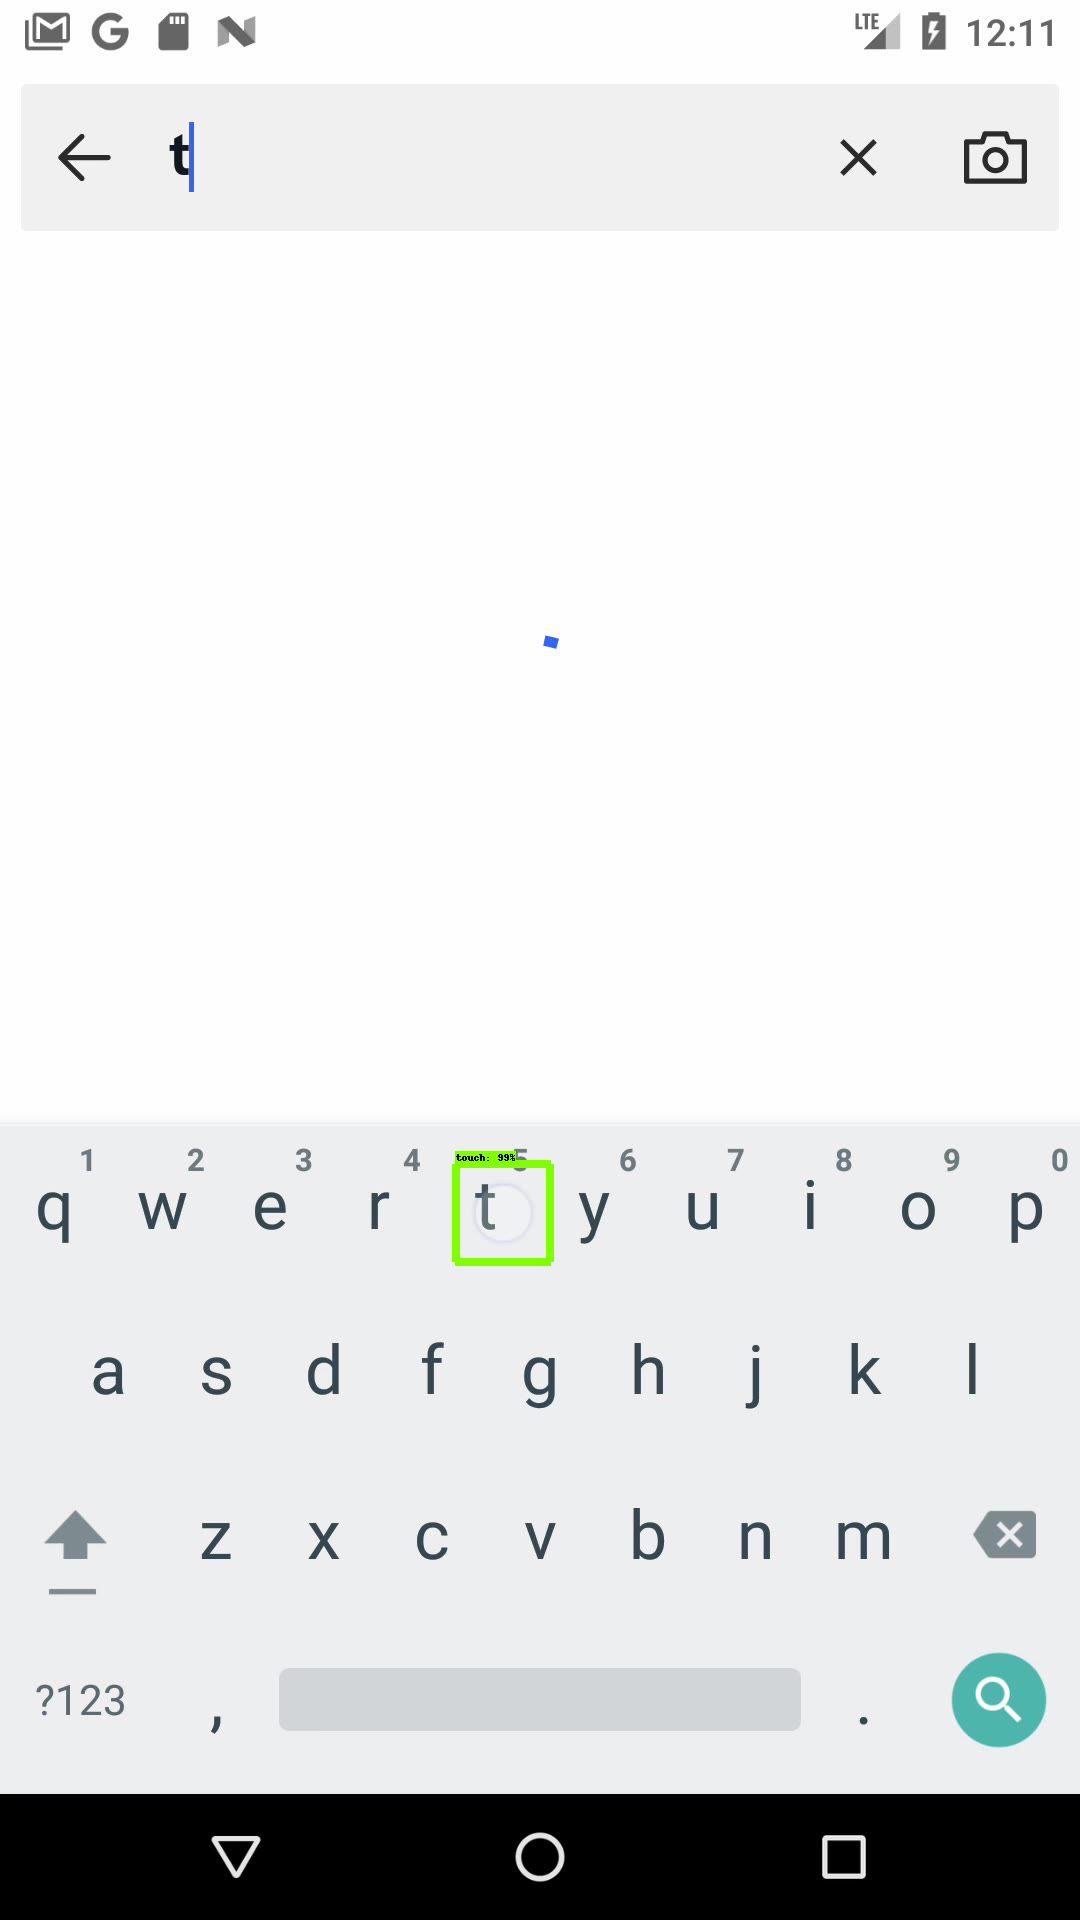 LTE 12:11
t
1 2 3 4 5 6 7 8 9 0
touch: 99%
q w e r t y u i o p
a s d f g h j k l
z x c v b n m
?123 , .